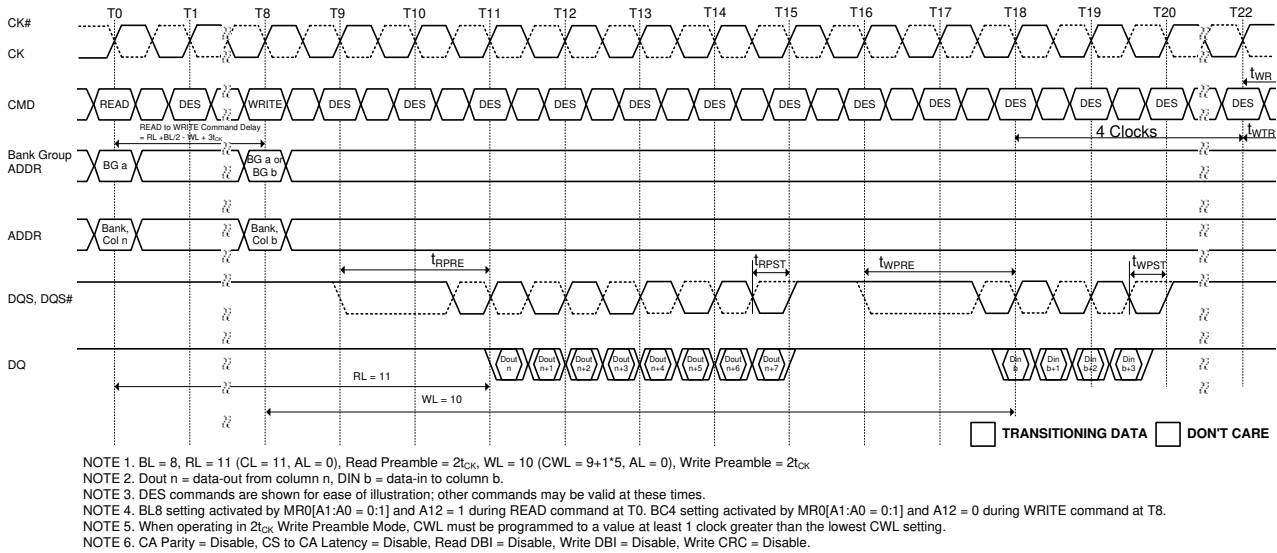 T0 T1 T8 T9 T10 T11 T12 T13 T14 T15 T16 T17 T18 T19 T20 T22
CK#
CK
tWR
CMD READ DES WRITE DES DES DES DES DES DES DES DES DES DES DES DES DES
READ to WRITE Command Delay
= RL +BL/2 - WL + 3tCK
4 Clocks tWTR
Bank Group
ADDR
BG a
BG a or
BG b
ADDR
Bank,
Col n
Bank,
Col b
tRPRE tRPST tWPRE tWPST
DQS, DQS#
DQ
Dout
n
Dout
n+1
Dout
n+2
Dout
n+3
Dout
n+4
Dout
n+5
Dout
n+6
Dout
n+7
Din
b
Din
b+1
Din
b+2
Din
b+3
RL = 11
WL = 10
TRANSITIONING DATA DON'T CARE
NOTE 1. BL = 8, RL = 11 (CL = 11, AL = 0), Read Preamble = 2tCK, WL = 10 (CWL = 9+1*5, AL = 0), Write Preamble = 2tCK
NOTE 2. Dout n = data-out from column n, DIN b = data-in to column b.
NOTE 3. DES commands are shown for ease of illustration; other commands may be valid at these times.
NOTE 4. BL8 setting activated by MR0[A1:A0 = 0:1] and A12 = 1 during READ command at T0. BC4 setting activated by MR0[A1:A0 = 0:1] and A12 = 0 during WRITE command at T8.
NOTE 5. When operating in 2tCK Write Preamble Mode, CWL must be programmed to a value at least 1 clock greater than the lowest CWL setting.
NOTE 6. CA Parity = Disable, CS to CA Latency = Disable, Read DBI = Disable, Write DBI = Disable, Write CRC = Disable.